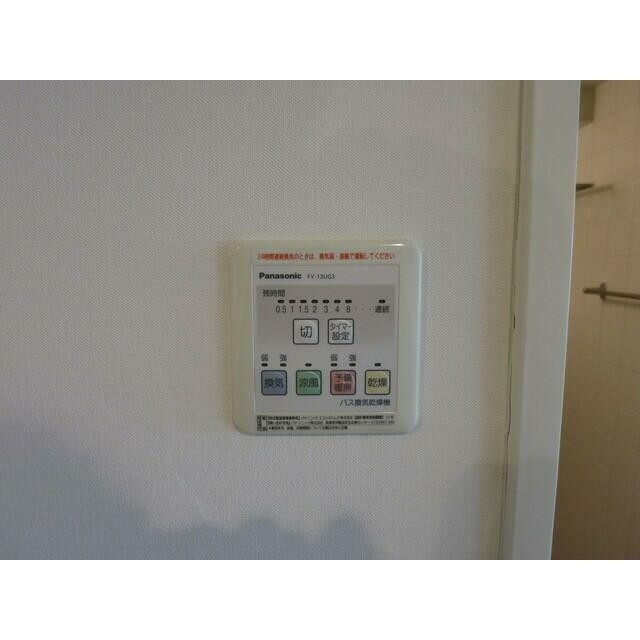 24時間連続換気のときは、換気弱・連続で運転してください
Panasonic FY-13UG3
残時間
0.5 1 1.5 2 3 4 8 ・・・ 連続
切 タイマー設定
弱 強 弱 強
換気 涼風 予備暖房 乾燥
バス換気乾燥機